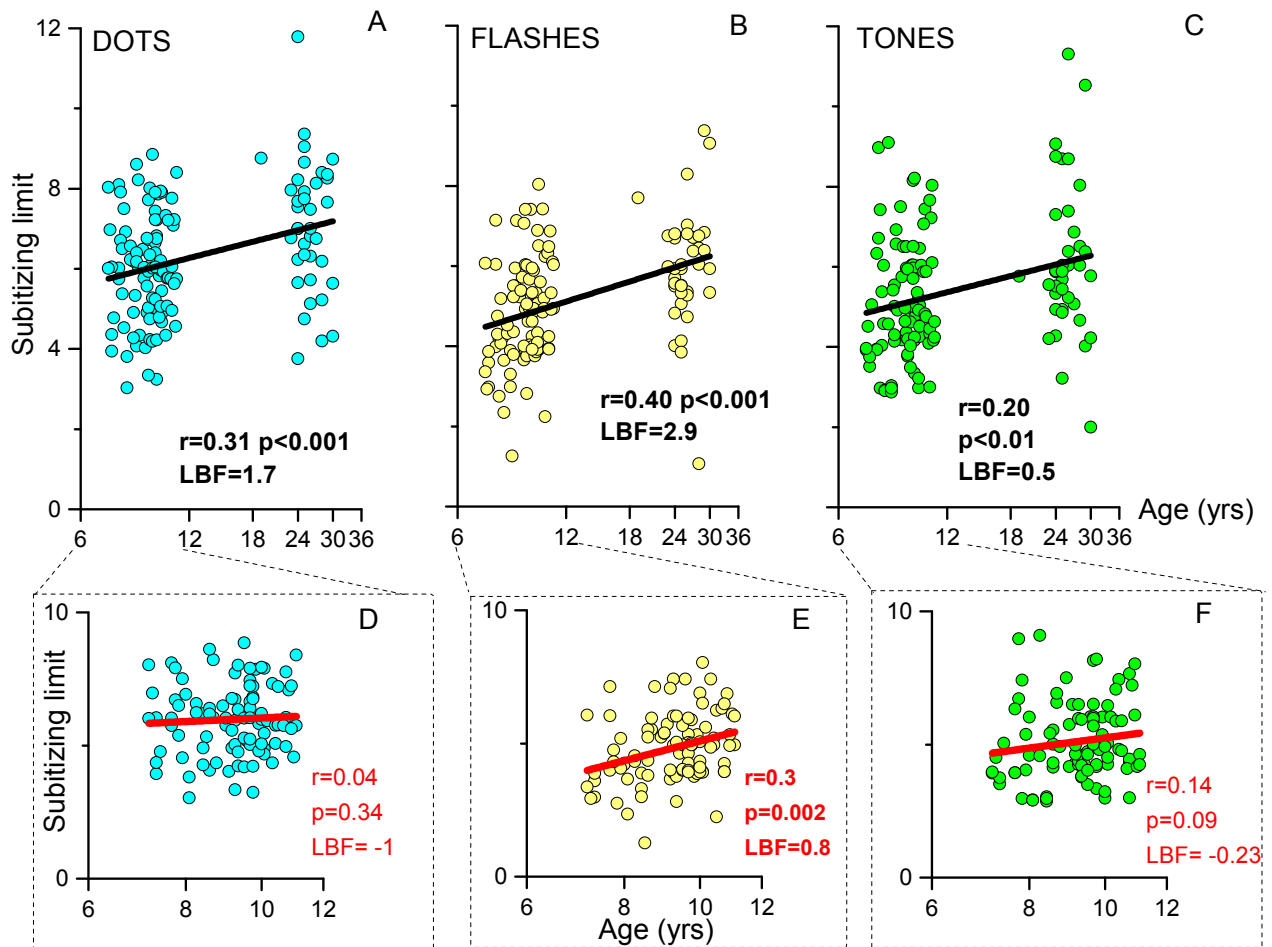 DOTS
A
12
8
4
0
Subitizing limit
r=0.31 p<0.001
LBF=1.7
6
12
18
24
30
36
FLASHES
B
r=0.40 p<0.001
LBF=2.9
6
12
18
24
30
36
TONES
C
r=0.20
p<0.01
LBF=0.5
6
12
18
24
30
36
Age (yrs)
D
10
0
Subitizing limit
r=0.04
p=0.34
LBF= -1
6
8
10
12
E
10
0
r=0.3
p=0.002
LBF=0.8
6
8
10
12
Age (yrs)
F
10
0
r=0.14
p=0.09
LBF= -0.23
6
8
10
12